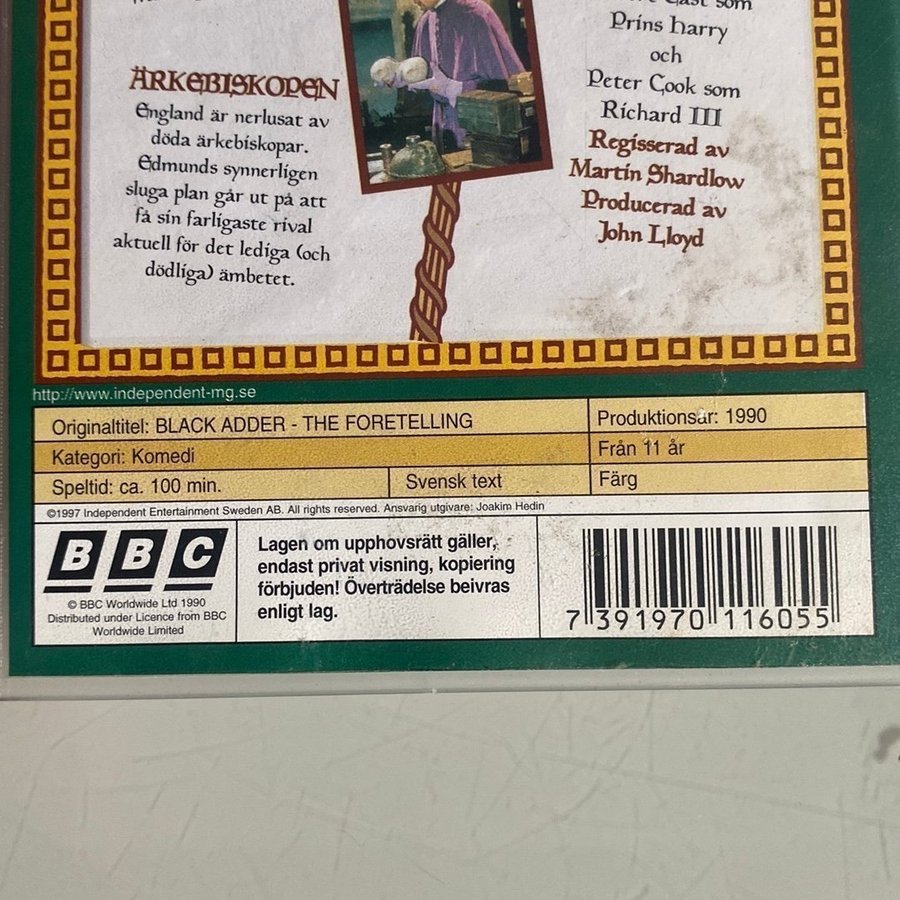 ÄRKEBISKOPEN
England är nerlusat av
döda ärkebiskopar.
Edmunds synnerligen
sluga plan går ut på att
få sin farligaste rival
aktuell för det lediga (och
dödliga) ämbetet.
som
Prins Harry
och
Peter Cook som
Richard III
Regisserad av
Martin Shardlow
Producerad av
John Lloyd
http://www.independent-mg.se
Originaltitel: BLACK ADDER - THE FORETELLING
Produktionsår: 1990
Kategori: Komedi
Från 11 år
Speltid: ca. 100 min.
Svensk text
Färg
©1997 Independent Entertainment Sweden AB. All rights reserved. Ansvarig utgivare: Joakim Hedin
BBC
© BBC Worldwide Ltd 1990
Distributed under Licence from BBC
Worldwide Limited
Lagen om upphovsrätt gäller,
endast privat visning, kopiering
förbjuden! Överträdelse beivras
enligt lag.
7 391970 116055